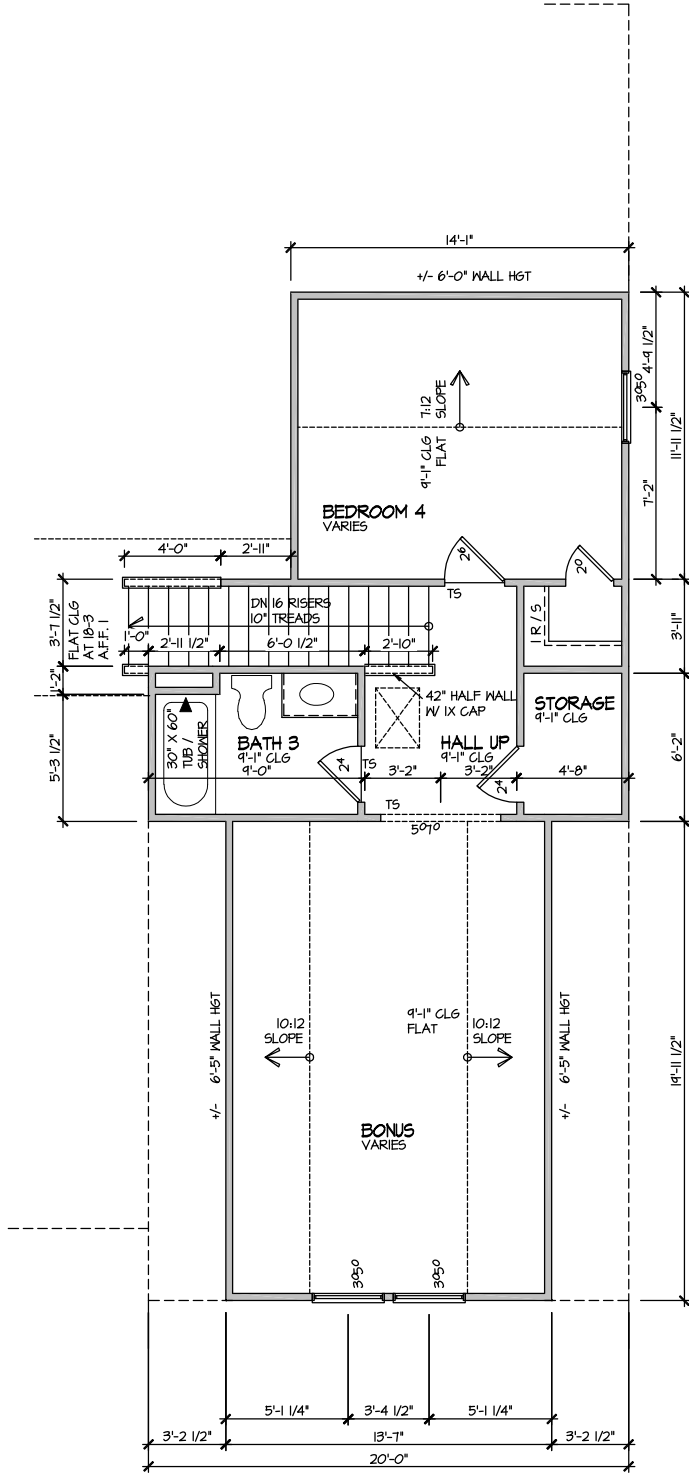 14'-1"
+/- 6'-0" WALL HGT
4'-9 1/2"
3⁰5⁰
7:12
SLOPE
11'-11 1/2"
9'-1" CLG
FLAT
7'-2"
BEDROOM 4
VARIES
4'-0"
2'-11"
2⁶
2⁰
TS
3'-7 1/2"
FLAT CLG
AT 18-3
A.F.F. 1
DN 16 RISERS
10" TREADS
1'-0"
2'-11 1/2"
6'-0 1/2"
2'-10"
1 R / S
3'-11"
1'-2"
42" HALF WALL
W/ 1X CAP
STORAGE
9'-1" CLG
5'-3 1/2"
30" X 60"
TUB /
SHOWER
BATH 3
9'-1" CLG
9'-0"
2⁴
TS
HALL UP
9'-1" CLG
3'-2"
3'-2"
2⁴
4'-8"
6'-2"
TS
5⁰7⁰
+/- 6'-5" WALL HGT
10:12
SLOPE
9'-1" CLG
FLAT
10:12
SLOPE
+/- 6'-5" WALL HGT
19'-11 1/2"
BONUS
VARIES
3⁰5⁰
3⁰5⁰
5'-1 1/4"
3'-4 1/2"
5'-1 1/4"
3'-2 1/2"
13'-7"
3'-2 1/2"
20'-0"